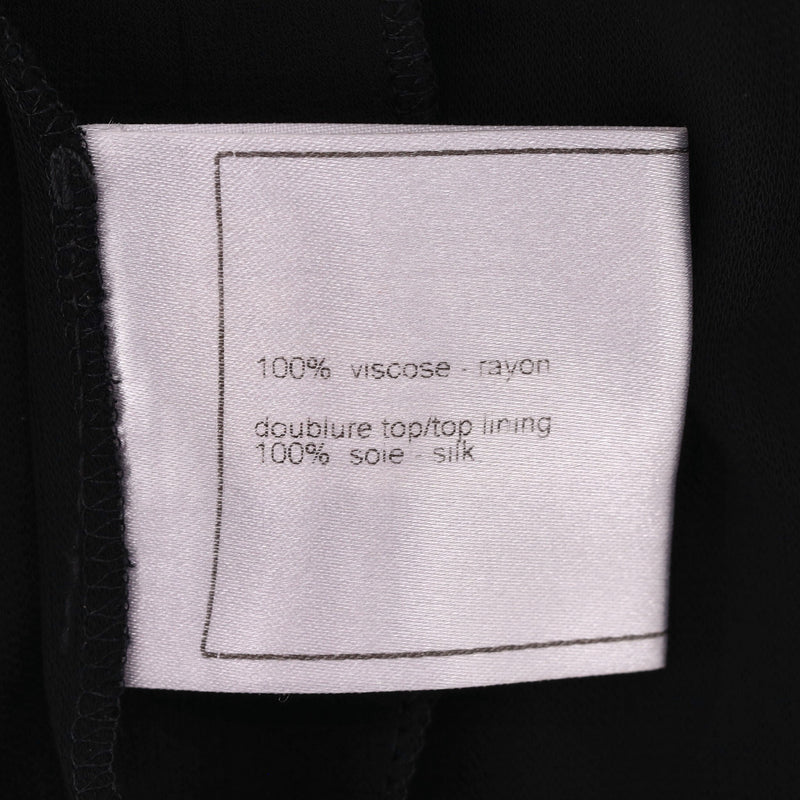 100% viscose - rayon
doublure top/top lining
100% soie - silk